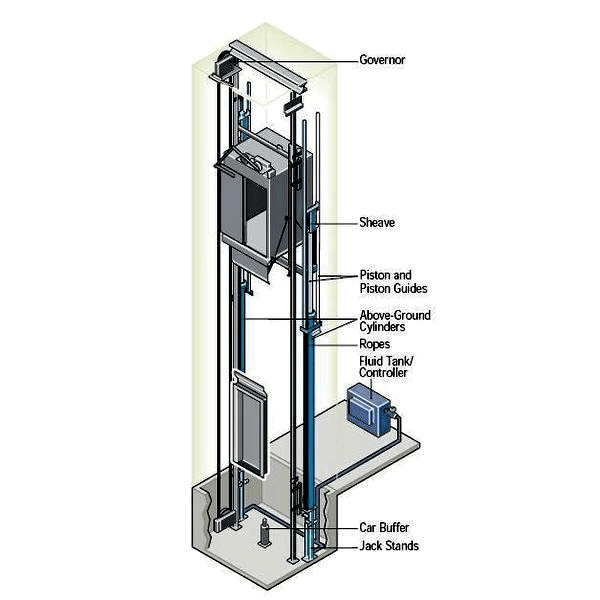 Governor
Sheave
Piston and
Piston Guides
Above-Ground
Cylinders
Ropes
Fluid Tank/
Controller
Car Buffer
Jack Stands